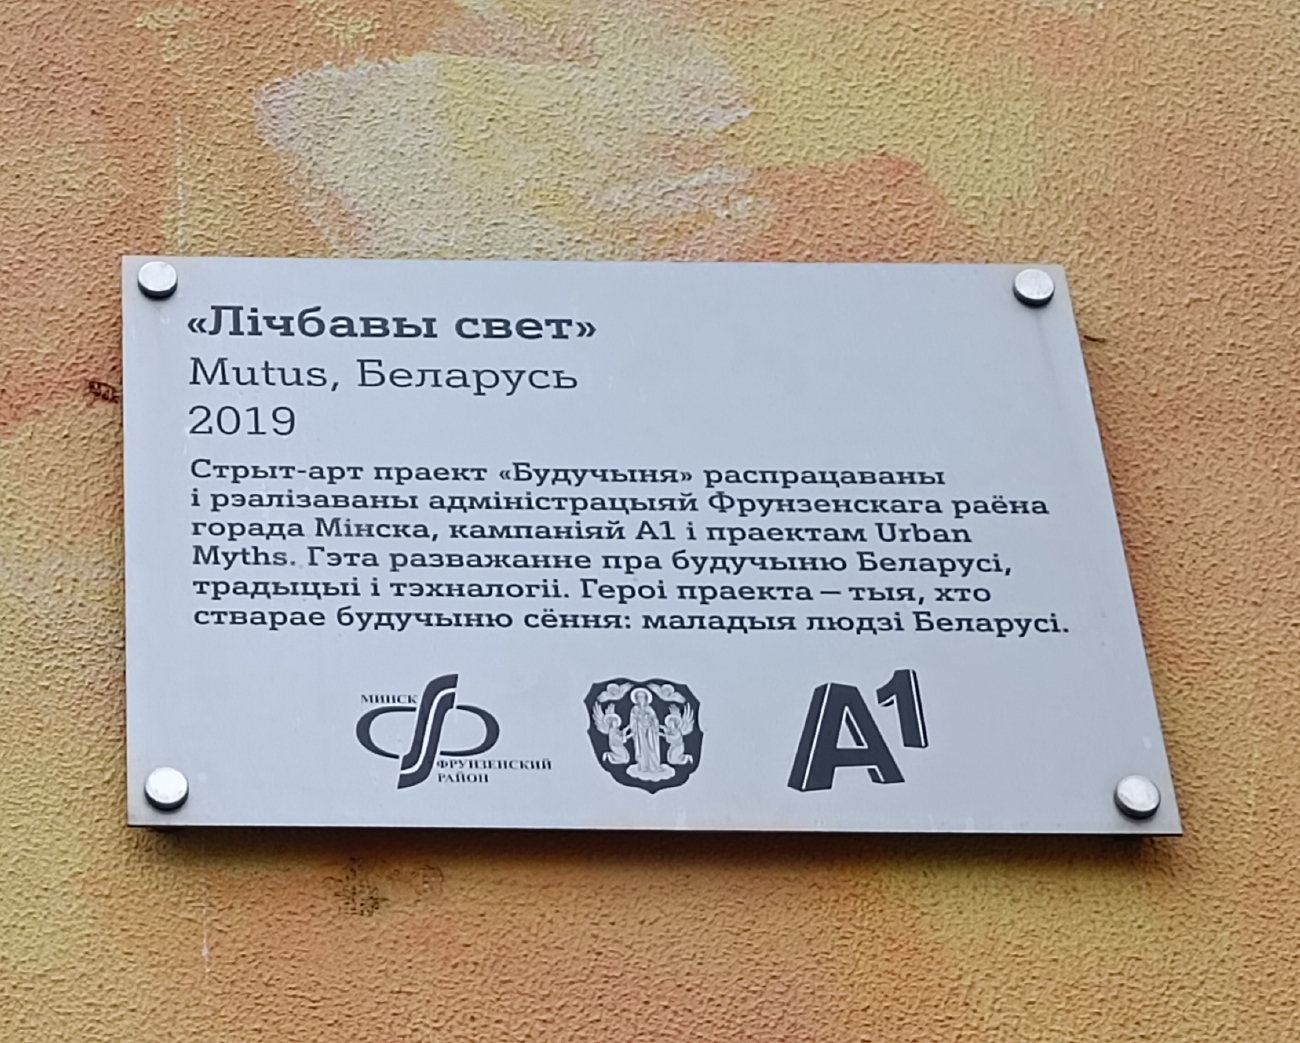 «Лічбавы свет»
Mutus, Беларусь
2019
Стрыт-арт праект «Будучыня» распрацаваны
і рэалізаваны адміністрацыяй Фрунзенскага раёна
горада Мінска, кампаніяй А1 і праектам Urban
Myths. Гэта разважанне пра будучыню Беларусі,
традыцыі і тэхналогіі. Героі праекта – тыя, хто
стварае будучыню сёння: маладыя людзі Беларусі.
МИНСК
ФРУНЗЕНСКИЙ
РАЙОН
A1